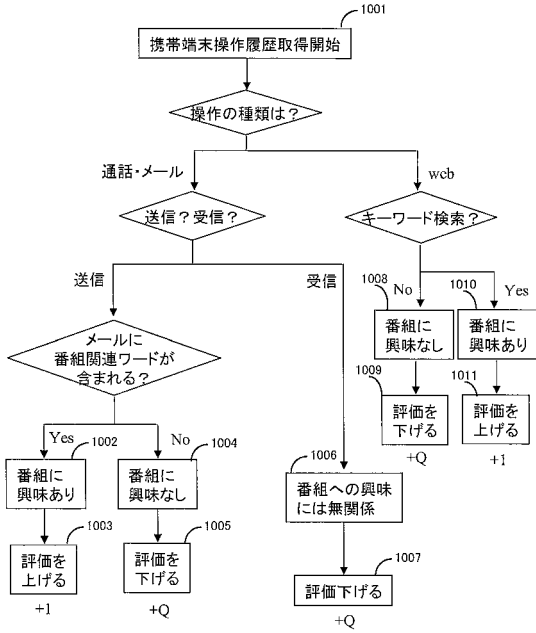 1001
携帯端末操作履歴取得開始
操作の種類は？
通話・メール
web
送信？受信？
キーワード検索？
送信
受信
1008
No
1010
Yes
メールに
番組関連ワードが
含まれる？
番組に
興味なし
番組に
興味あり
1009
1011
評価を
下げる
評価を
上げる
+Q
+1
Yes
1002
No
1004
番組に
興味あり
番組に
興味なし
1006
番組への興味
には無関係
1003
1005
評価を
上げる
評価を
下げる
1007
評価下げる
+1
+Q
+Q